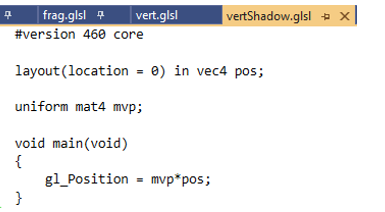 frag.glsl vert.glsl vertShadow.glsl
#version 460 core
layout(location = 0) in vec4 pos;
uniform mat4 mvp;
void main(void)
{
gl_Position = mvp*pos;
}